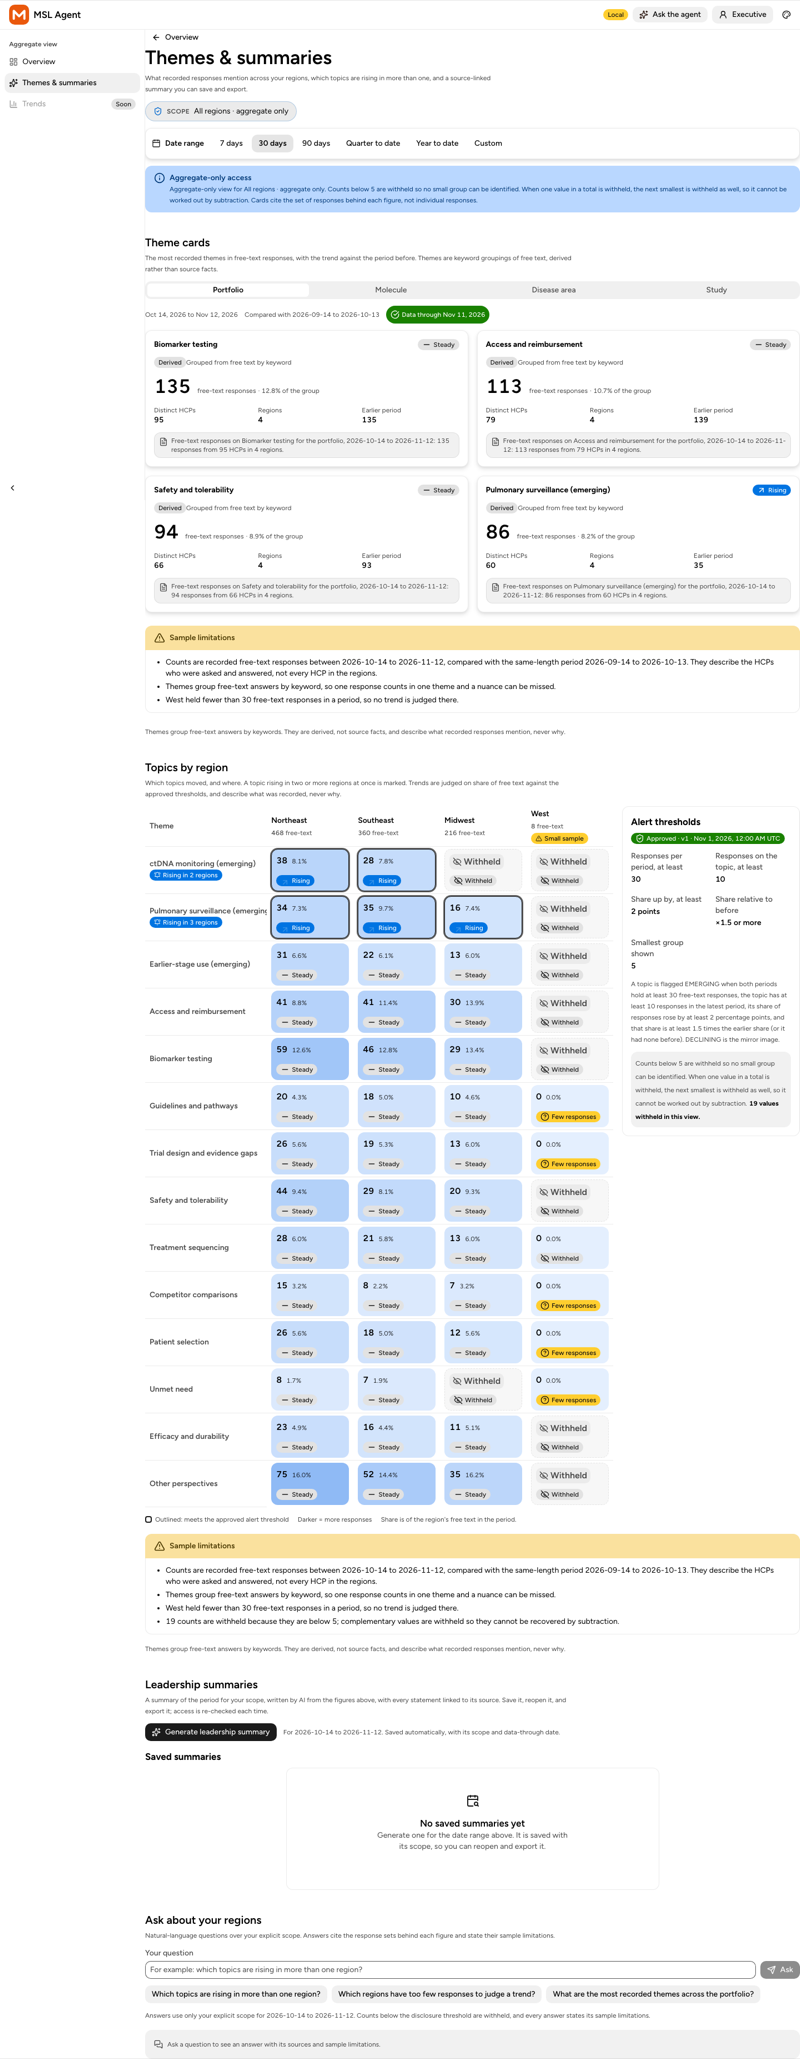 MSL Agent
Local
Ask the agent
Executive
Aggregate view
Overview
Themes & summaries
Trends
Soon
Overview
Themes & summaries
What recorded responses mention across your regions, which topics are rising in more than one, and a source-linked
summary you can save and export.
SCOPE All regions · aggregate only
Date range
7 days
30 days
90 days
Quarter to date
Year to date
Custom
Aggregate-only access
Aggregate-only view for All regions · aggregate only. Counts below 5 are withheld so no small group can be identified. When one value in a total is withheld, the next smallest is withheld as well, so it cannot be
worked out by subtraction. Cards cite the set of responses behind each figure, not individual responses.
Theme cards
The most recorded themes in free-text responses, with the trend against the period before. Themes are keyword groupings of free text, derived
rather than source facts.
Portfolio
Molecule
Disease area
Study
Oct 14, 2026 to Nov 12, 2026
Compared with 2026-09-14 to 2026-10-13
Data through Nov 11, 2026
Biomarker testing
Steady
Derived Grouped from free text by keyword
135 free-text responses · 12.8% of the group
Distinct HCPs
Regions
Earlier period
95
4
135
Free-text responses on Biomarker testing for the portfolio, 2026-10-14 to 2026-11-12: 135
responses from 95 HCPs in 4 regions.
Access and reimbursement
Steady
Derived Grouped from free text by keyword
113 free-text responses · 10.7% of the group
Distinct HCPs
Regions
Earlier period
79
4
139
Free-text responses on Access and reimbursement for the portfolio, 2026-10-14 to 2026-11-
12: 113 responses from 79 HCPs in 4 regions.
Safety and tolerability
Steady
Derived Grouped from free text by keyword
94 free-text responses · 8.9% of the group
Distinct HCPs
Regions
Earlier period
66
4
93
Free-text responses on Safety and tolerability for the portfolio, 2026-10-14 to 2026-11-12:
94 responses from 66 HCPs in 4 regions.
Pulmonary surveillance (emerging)
Rising
Derived Grouped from free text by keyword
86 free-text responses · 8.2% of the group
Distinct HCPs
Regions
Earlier period
60
4
35
Free-text responses on Pulmonary surveillance (emerging) for the portfolio, 2026-10-14 to
2026-11-12: 86 responses from 60 HCPs in 4 regions.
Sample limitations
Counts are recorded free-text responses between 2026-10-14 to 2026-11-12, compared with the same-length period 2026-09-14 to 2026-10-13. They describe the HCPs
who were asked and answered, not every HCP in the regions.
Themes group free-text answers by keyword, so one response counts in one theme and a nuance can be missed.
West held fewer than 30 free-text responses in a period, so no trend is judged there.
Themes group free-text answers by keywords. They are derived, not source facts, and describe what recorded responses mention, never why.
Topics by region
Which topics moved, and where. A topic rising in two or more regions at once is marked. Trends are judged on share of free text against the
approved thresholds, and describe what was recorded, never why.
Theme
Northeast
468 free-text
Southeast
360 free-text
Midwest
216 free-text
West
8 free-text
Small sample
ctDNA monitoring (emerging)
Rising in 2 regions
38 8.1%
Rising
28 7.8%
Rising
Withheld
Withheld
Withheld
Withheld
Pulmonary surveillance (emerging
Rising in 3 regions
34 7.3%
Rising
35 9.7%
Rising
16 7.4%
Rising
Withheld
Withheld
Earlier-stage use (emerging)
31 6.6%
Steady
22 6.1%
Steady
13 6.0%
Steady
Withheld
Withheld
Access and reimbursement
41 8.8%
Steady
41 11.4%
Steady
30 13.9%
Steady
Withheld
Withheld
Biomarker testing
59 12.6%
Steady
46 12.8%
Steady
29 13.4%
Steady
Withheld
Withheld
Guidelines and pathways
20 4.3%
Steady
18 5.0%
Steady
10 4.6%
Steady
0 0.0%
Few responses
Trial design and evidence gaps
26 5.6%
Steady
19 5.3%
Steady
13 6.0%
Steady
0 0.0%
Few responses
Safety and tolerability
44 9.4%
Steady
29 8.1%
Steady
20 9.3%
Steady
Withheld
Withheld
Treatment sequencing
28 6.0%
Steady
21 5.8%
Steady
13 6.0%
Steady
0 0.0%
Withheld
Competitor comparisons
15 3.2%
Steady
8 2.2%
Steady
7 3.2%
Steady
0 0.0%
Few responses
Patient selection
26 5.6%
Steady
18 5.0%
Steady
12 5.6%
Steady
0 0.0%
Few responses
Unmet need
8 1.7%
Steady
7 1.9%
Steady
Withheld
Withheld
0 0.0%
Few responses
Efficacy and durability
23 4.9%
Steady
16 4.4%
Steady
11 5.1%
Steady
Withheld
Withheld
Other perspectives
75 16.0%
Steady
52 14.4%
Steady
35 16.2%
Steady
Withheld
Withheld
Outlined: meets the approved alert threshold
Darker = more responses
Share is of the region's free text in the period.
Alert thresholds
Approved · v1 · Nov 1, 2026, 12:00 AM UTC
Responses per
period, at least
30
Responses on the
topic, at least
10
Share up by, at least
2 points
Share relative to
before
×1.5 or more
Smallest group
shown
5
A topic is flagged EMERGING when both periods
hold at least 30 free-text responses, the topic has at
least 10 responses in the latest period, its share of
responses rose by at least 2 percentage points, and
that share is at least 1.5 times the earlier share (or it
had none before). DECLINING is the mirror image.
Counts below 5 are withheld so no small group
can be identified. When one value in a total is
withheld, the next smallest is withheld as well, so it
cannot be worked out by subtraction. 19 values
withheld in this view.
Sample limitations
Counts are recorded free-text responses between 2026-10-14 to 2026-11-12, compared with the same-length period 2026-09-14 to 2026-10-13. They describe the HCPs
who were asked and answered, not every HCP in the regions.
Themes group free-text answers by keyword, so one response counts in one theme and a nuance can be missed.
West held fewer than 30 free-text responses in a period, so no trend is judged there.
19 counts are withheld because they are below 5; complementary values are withheld so they cannot be recovered by subtraction.
Themes group free-text answers by keywords. They are derived, not source facts, and describe what recorded responses mention, never why.
Leadership summaries
A summary of the period for your scope, written by AI from the figures above, with every statement linked to its source. Save it, reopen it, and
export it; access is re-checked each time.
Generate leadership summary
For 2026-10-14 to 2026-11-12. Saved automatically, with its scope and data-through date.
Saved summaries
No saved summaries yet
Generate one for the date range above. It is saved with
its scope, so you can reopen and export it.
Ask about your regions
Natural-language questions over your explicit scope. Answers cite the response sets behind each figure and state their sample limitations.
Your question
For example: which topics are rising in more than one region?
Ask
Which topics are rising in more than one region?
Which regions have too few responses to judge a trend?
What are the most recorded themes across the portfolio?
Answers use only your explicit scope for 2026-10-14 to 2026-11-12. Counts below the disclosure threshold are withheld, and every answer states its sample limitations.
Ask a question to see an answer with its sources and sample limitations.